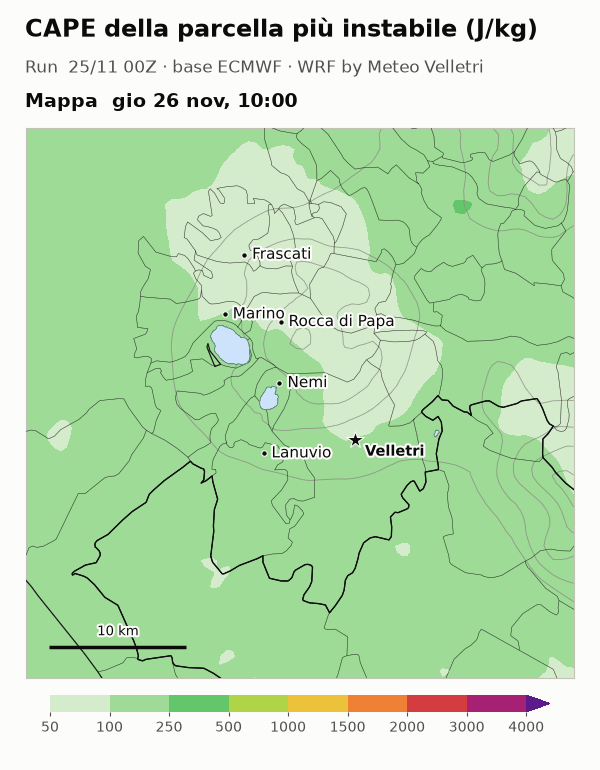 CAPE della parcella più instabile (J/kg)
Run  25/11 00Z · base ECMWF · WRF by Meteo Velletri
Mappa  gio 26 nov, 10:00
Frascati
Marino
Rocca di Papa
Nemi
Velletri
Lanuvio
10 km
50 100 250 500 1000 1500 2000 3000 4000